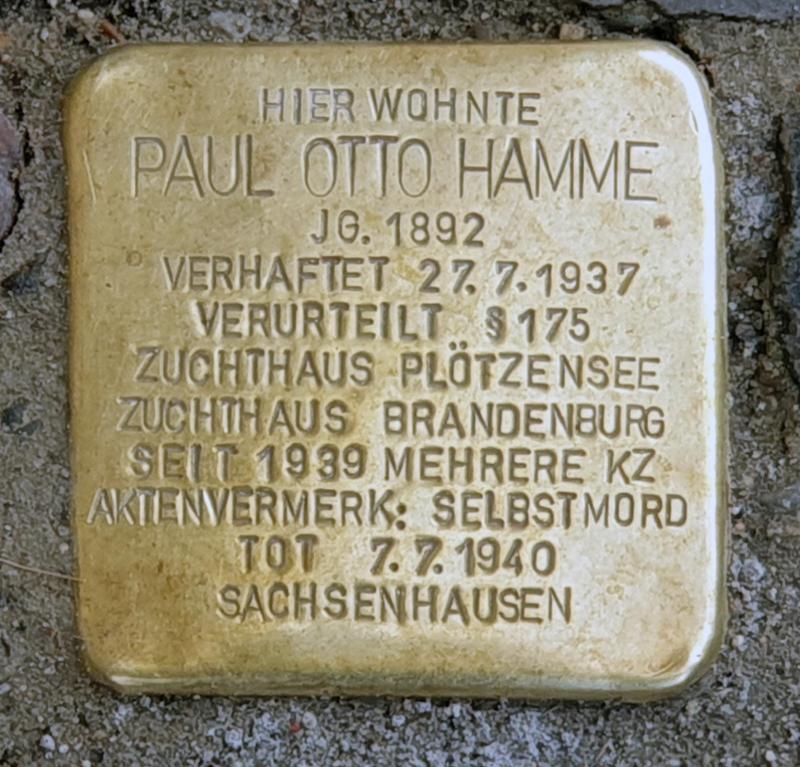 HIER WOHNTE
PAUL OTTO HAMME
JG. 1892
VERHAFTET 27.7.1937
VERURTEILT §175
ZUCHTHAUS PLÖTZENSEE
ZUCHTHAUS BRANDENBURG
SEIT 1939 MEHRERE KZ
AKTENVERMERK: SELBSTMORD
TOT 7.7.1940
SACHSENHAUSEN